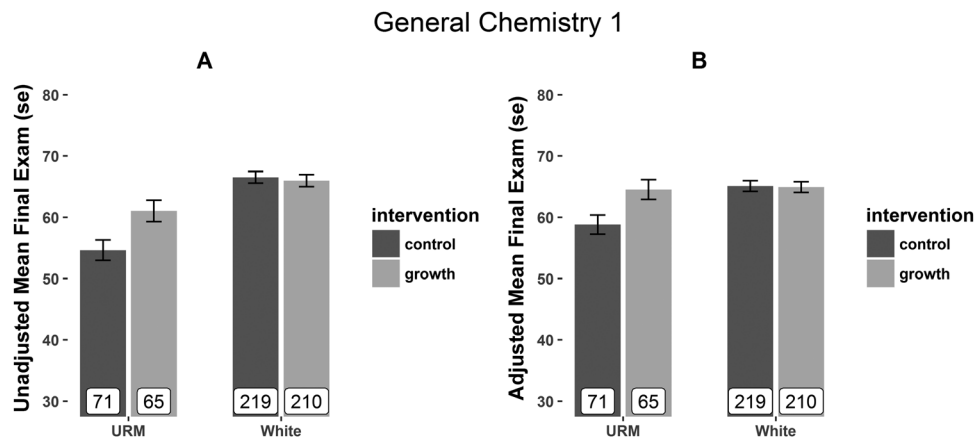 General Chemistry 1
A
Unadjusted Mean Final Exam (se)
80
70
60
50
40
30
71
65
219
210
URM
White
intervention
control
growth
B
Adjusted Mean Final Exam (se)
80
70
60
50
40
30
71
65
219
210
URM
White
intervention
control
growth